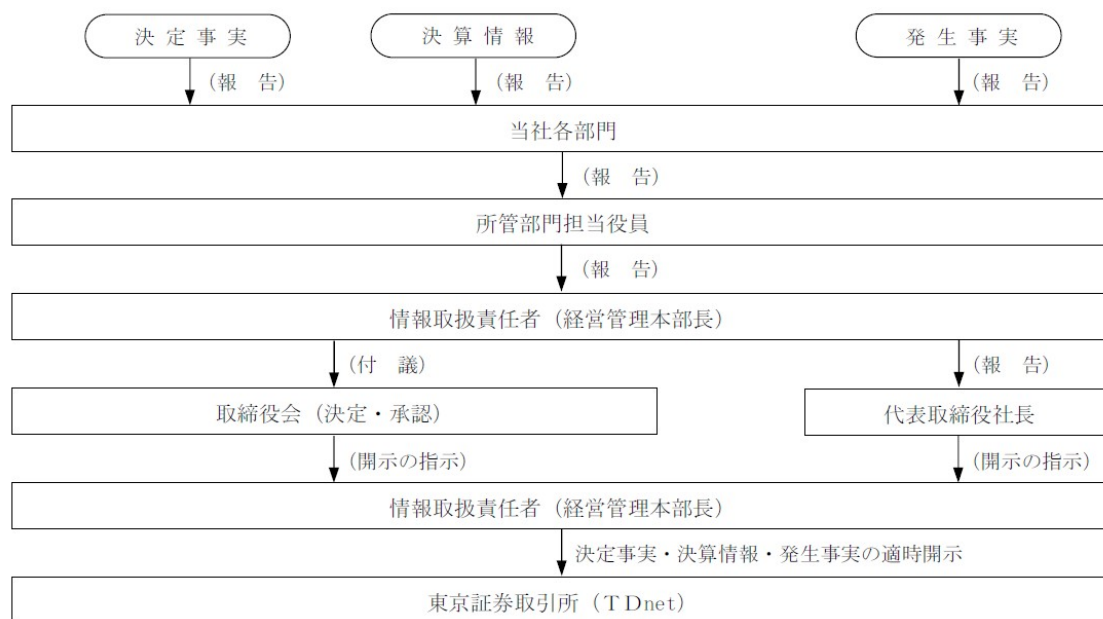 決定事実 決算情報 発生事実
(報 告) (報 告) (報 告)
当社各部門
(報 告)
所管部門担当役員
(報 告)
情報取扱責任者(経営管理本部長)
(付 議) (報 告)
取締役会(決定・承認) 代表取締役社長
(開示の指示) (開示の指示)
情報取扱責任者(経営管理本部長)
決定事実・決算情報・発生事実の適時開示
東京証券取引所(TDnet)